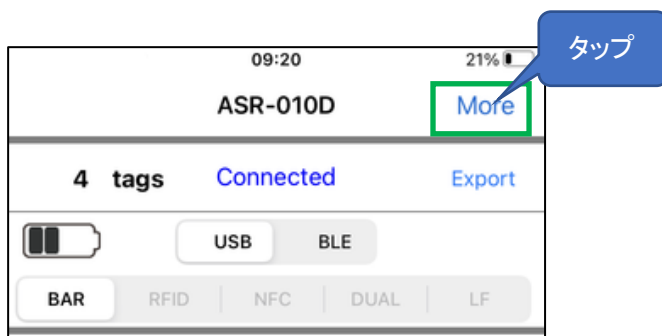 タップ
09:20 21%
ASR-010D More
4 tags Connected Export
USB BLE
BAR RFID NFC DUAL LF